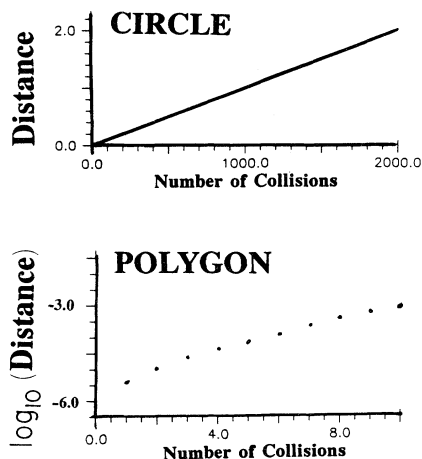 CIRCLE
Distance
2.0
0.0
0.0 1000.0 2000.0
Number of Collisions
POLYGON
log10 (Distance)
-3.0
-6.0
0.0 4.0 8.0
Number of Collisions